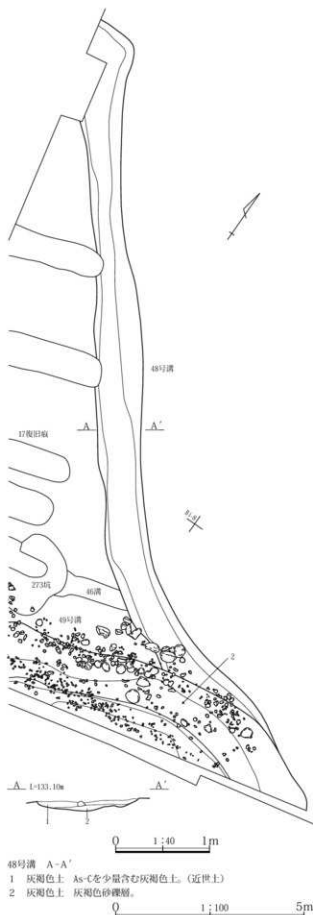 48号溝
A A′
17復旧痕
273坑
46溝
49号溝
2
A L=133.10m A′
1 2
0 1:40 1m
48号溝 A-A′
1 灰褐色土 As-Cを少量含む灰褐色土。(近世土)
2 灰褐色土 灰褐色砂礫層。
0 1:100 5m